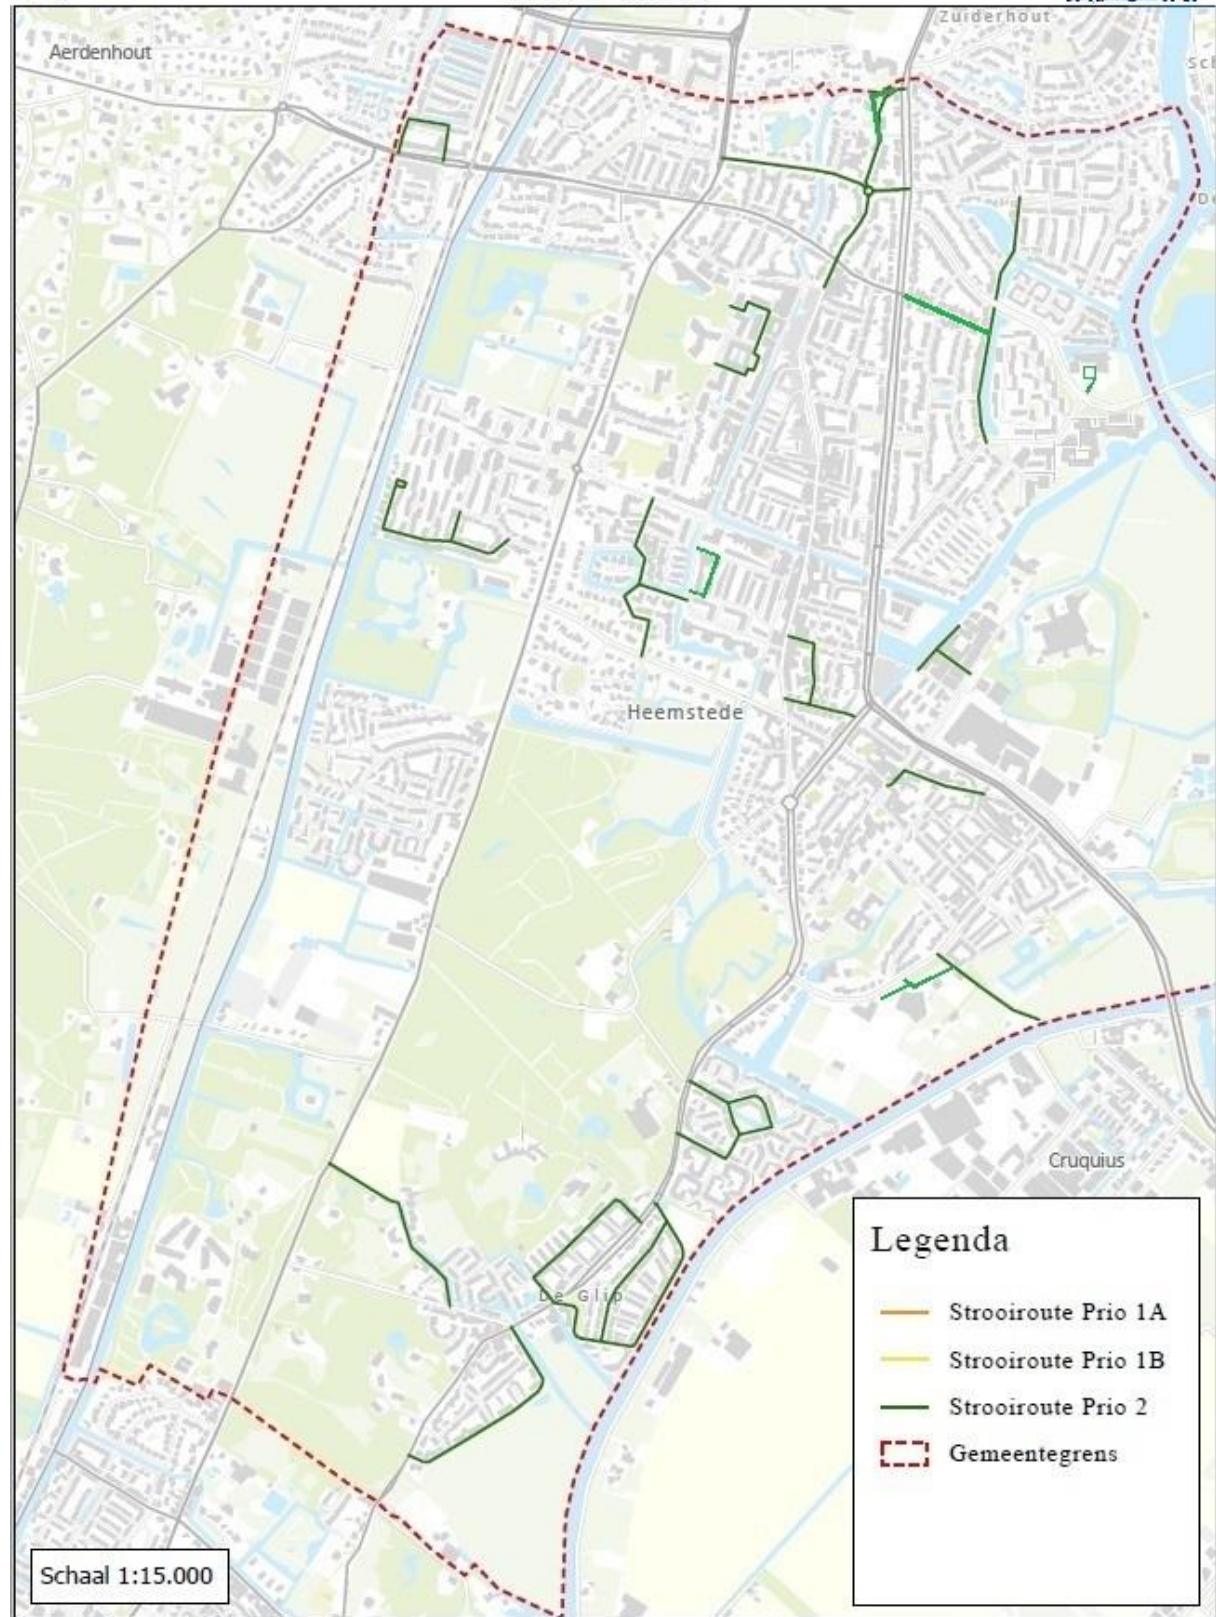 Zuiderhout
Aerdenhout
Heemstede
Cruquius
De Glip
Legenda
Strooiroute Prio 1A
Strooiroute Prio 1B
Strooiroute Prio 2
Gemeentegrens
Schaal 1:15.000